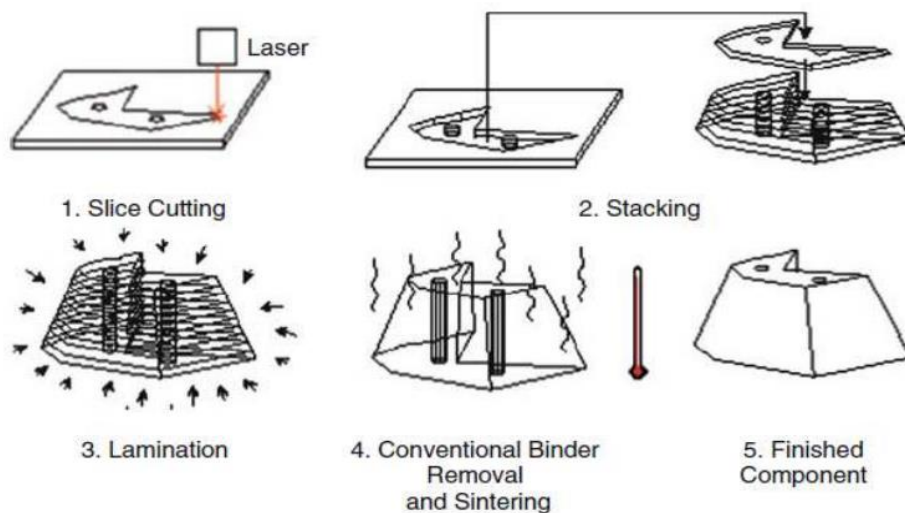 Laser
1. Slice Cutting
2. Stacking
3. Lamination
4. Conventional Binder
Removal
and Sintering
5. Finished
Component